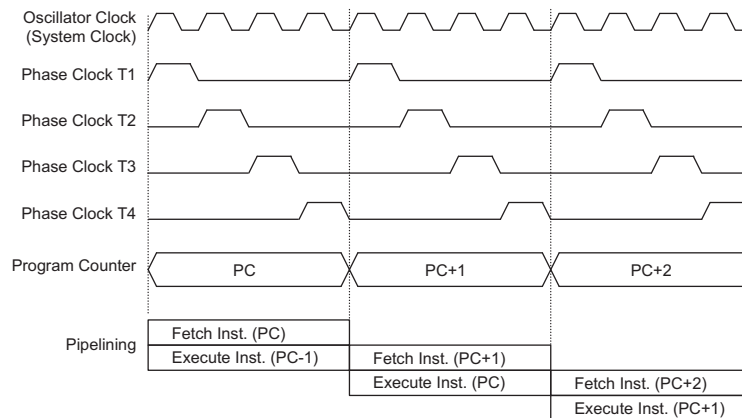 Oscillator Clock
(System Clock)
Phase Clock T1
Phase Clock T2
Phase Clock T3
Phase Clock T4
Program Counter
PC
PC+1
PC+2
Pipelining
Fetch Inst. (PC)
Execute Inst. (PC-1)
Fetch Inst. (PC+1)
Execute Inst. (PC)
Fetch Inst. (PC+2)
Execute Inst. (PC+1)